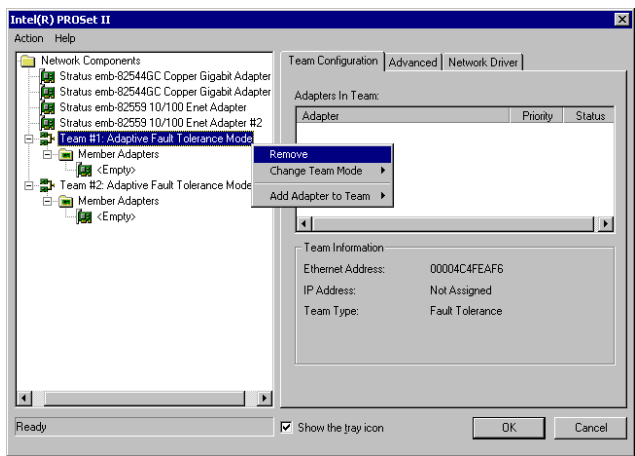 Intel(R) PROSet II
Action Help
Network Components
Stratus emb-82544GC Copper Gigabit Adapter
Stratus emb-82544GC Copper Gigabit Adapter
Stratus emb-82559 10/100 Enet Adapter
Stratus emb-82559 10/100 Enet Adapter #2
Team #1: Adaptive Fault Tolerance Mode
Member Adapters
<Empty>
Team #2: Adaptive Fault Tolerance Mode
Member Adapters
<Empty>
Remove
Change Team Mode
Add Adapter to Team
Team Configuration Advanced Network Driver
Adapters In Team:
Adapter Priority Status
Team Information
Ethernet Address: 00004C4FEAF6
IP Address: Not Assigned
Team Type: Fault Tolerance
Ready
Show the tray icon
OK Cancel